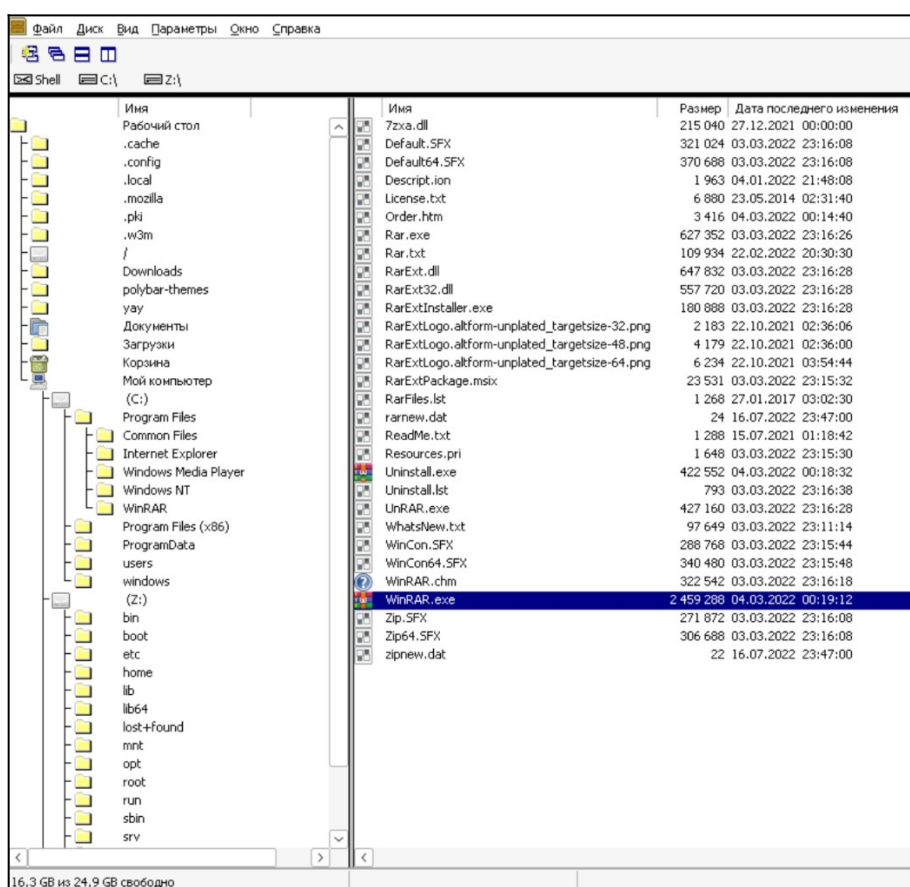 Файл Диск Вид Параметры Окно Справка
Shell C:\ Z:\
Имя
Рабочий стол
.cache
.config
.local
.mozilla
.pki
.w3m
/
Downloads
polybar-themes
yay
Документы
Загрузки
Корзина
Мой компьютер
(C:)
Program Files
Common Files
Internet Explorer
Windows Media Player
Windows NT
WinRAR
Program Files (x86)
ProgramData
users
windows
(Z:)
bin
boot
etc
home
lib
lib64
lost+found
mnt
opt
root
run
sbin
srv
Имя Размер Дата последнего изменения
7zxa.dll 215 040 27.12.2021 00:00:00
Default.SFX 321 024 03.03.2022 23:16:08
Default64.SFX 370 688 03.03.2022 23:16:08
Descript.ion 1 963 04.01.2022 21:48:08
License.txt 6 880 23.05.2014 02:31:40
Order.htm 3 416 04.03.2022 00:14:40
Rar.exe 627 352 03.03.2022 23:16:26
Rar.txt 109 934 22.02.2022 20:30:30
RarExt.dll 647 832 03.03.2022 23:16:28
RarExt32.dll 557 720 03.03.2022 23:16:28
RarExtInstaller.exe 180 888 03.03.2022 23:16:28
RarExtLogo.altform-unplated_targetsize-32.png 2 183 22.10.2021 02:36:06
RarExtLogo.altform-unplated_targetsize-48.png 4 179 22.10.2021 02:36:00
RarExtLogo.altform-unplated_targetsize-64.png 6 234 22.10.2021 03:54:44
RarExtPackage.msix 23 531 03.03.2022 23:15:32
RarFiles.lst 1 268 27.01.2017 03:02:30
rarnew.dat 24 16.07.2022 23:47:00
ReadMe.txt 1 288 15.07.2021 01:18:42
Resources.pri 1 648 03.03.2022 23:15:30
Uninstall.exe 422 552 04.03.2022 00:18:32
Uninstall.lst 793 03.03.2022 23:16:38
UnRAR.exe 427 160 03.03.2022 23:16:28
WhatsNew.txt 97 649 03.03.2022 23:11:14
WinCon.SFX 288 768 03.03.2022 23:15:44
WinCon64.SFX 340 480 03.03.2022 23:15:48
WinRAR.chm 322 542 03.03.2022 23:16:18
WinRAR.exe 2 459 288 04.03.2022 00:19:12
Zip.SFX 271 872 03.03.2022 23:16:08
Zip64.SFX 306 688 03.03.2022 23:16:08
zipnew.dat 22 16.07.2022 23:47:00
16.3 GB из 24.9 GB свободно